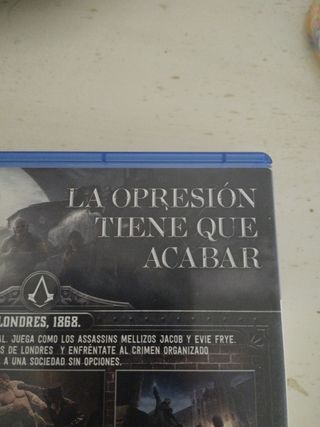 LA OPRESIÓN
TIENE QUE
ACABAR
LONDRES, 1868.
JUEGA COMO LOS ASSASSINS MELLIZOS JACOB Y EVIE FRYE.
DE LONDRES Y ENFRÉNTATE AL CRIMEN ORGANIZADO
A UNA SOCIEDAD SIN OPCIONES.